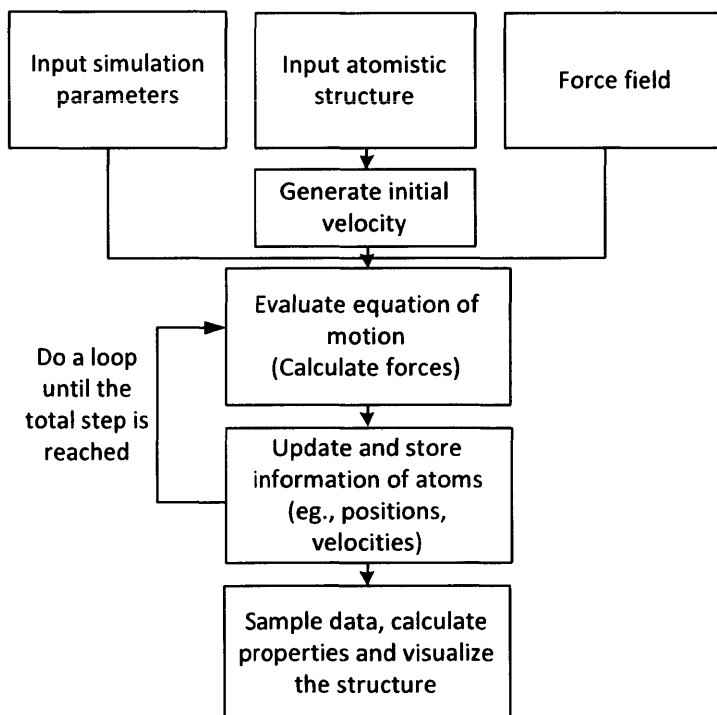 Input simulation
parameters
Input atomistic
structure
Force field
Generate initial
velocity
Evaluate equation of
motion
(Calculate forces)
Do a loop
until the
total step is
reached
Update and store
information of atoms
(eg., positions,
velocities)
Sample data, calculate
properties and visualize
the structure